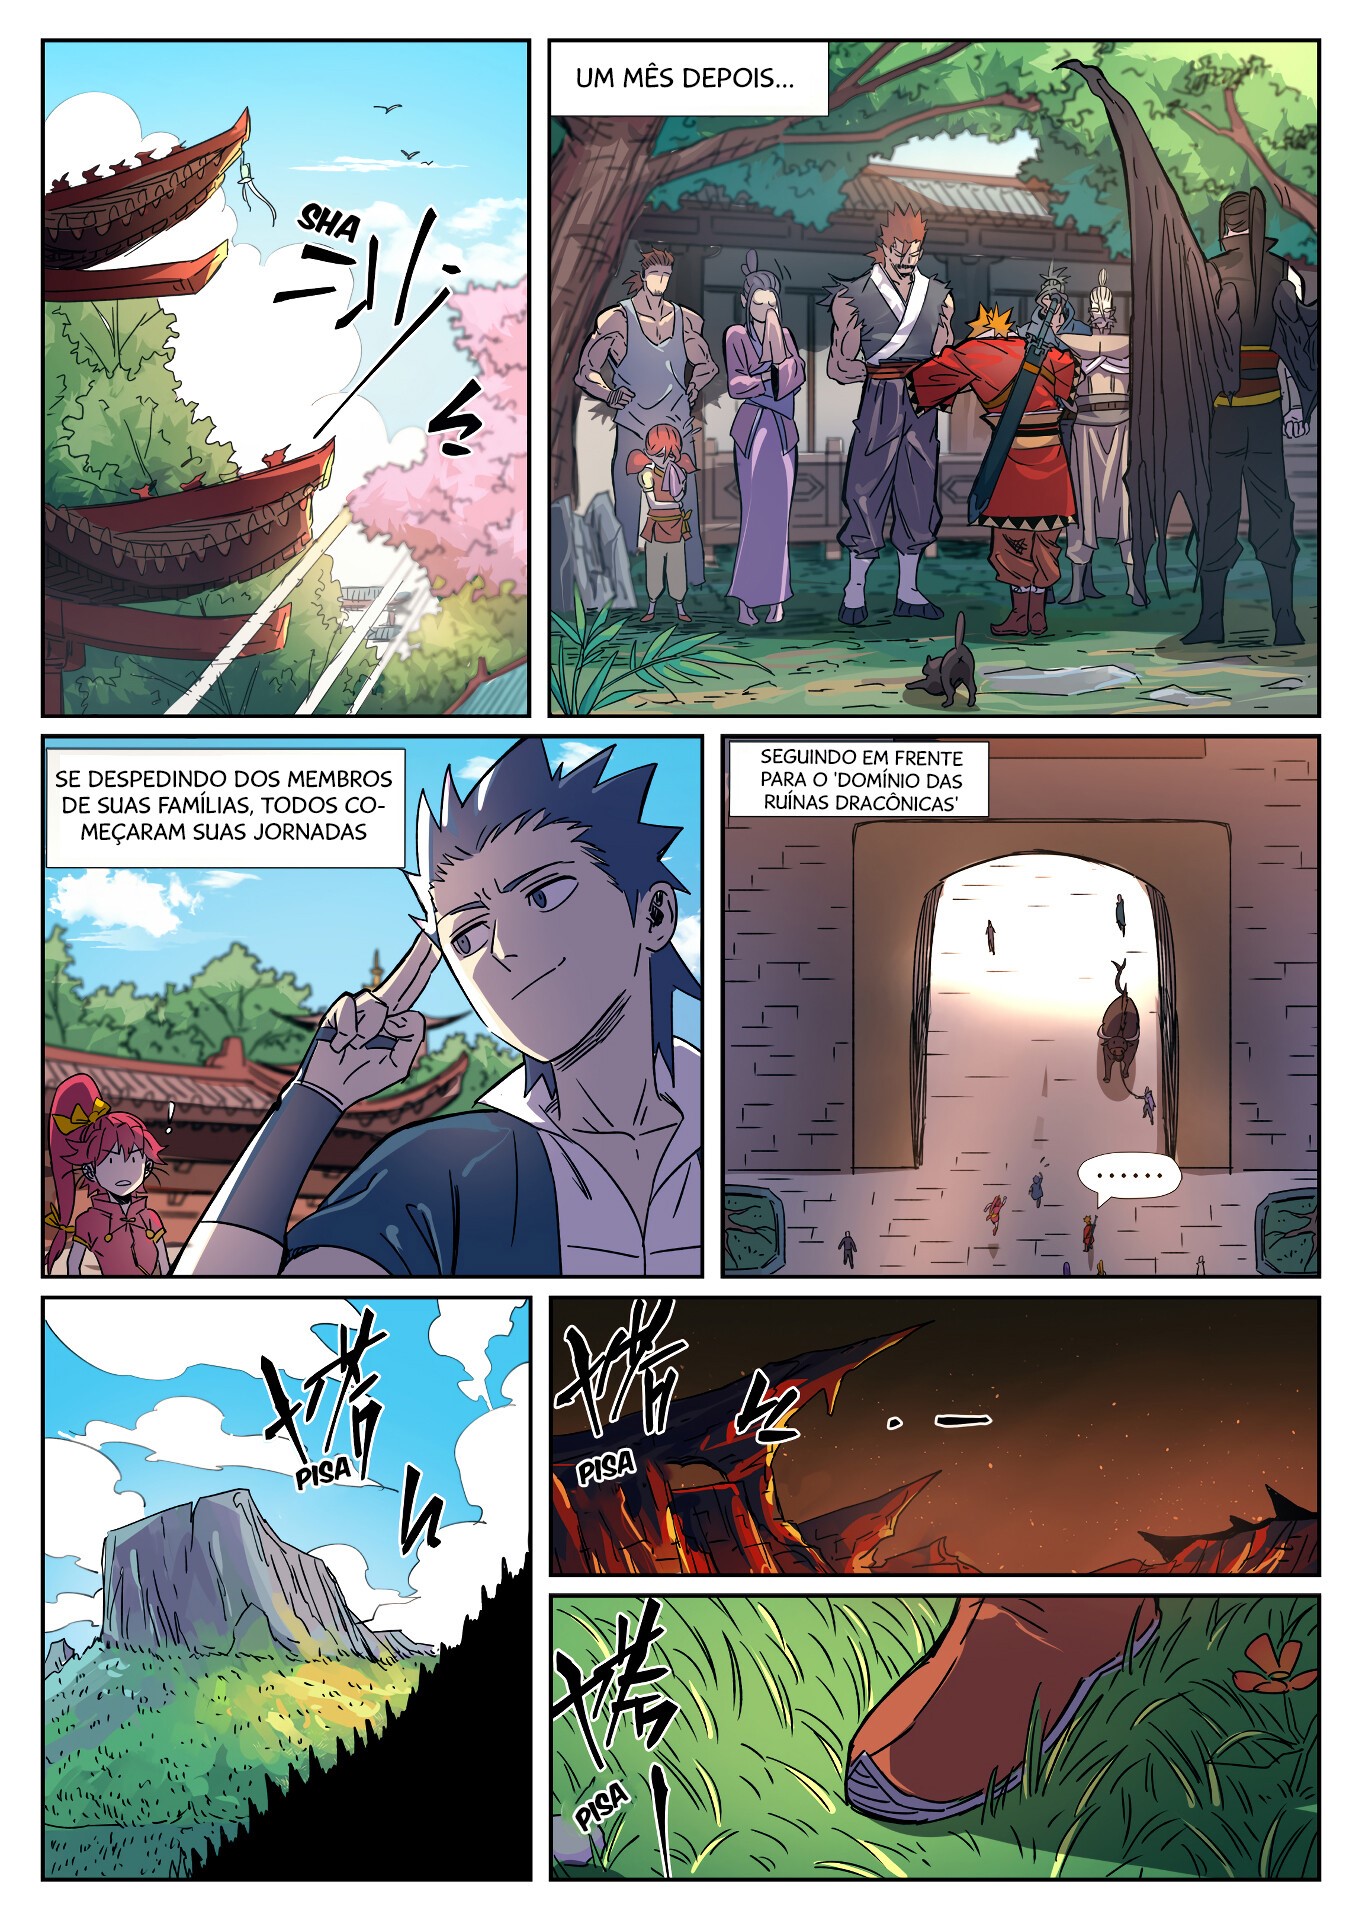 SHA
UM MÊS DEPOIS...
SE DESPEDINDO DOS MEMBROS
DE SUAS FAMÍLIAS, TODOS CO-
MEÇARAM SUAS JORNADAS
!
SEGUINDO EM FRENTE
PARA O 'DOMÍNIO DAS
RUÍNAS DRACÔNICAS'
......
PISA
PISA
PISA